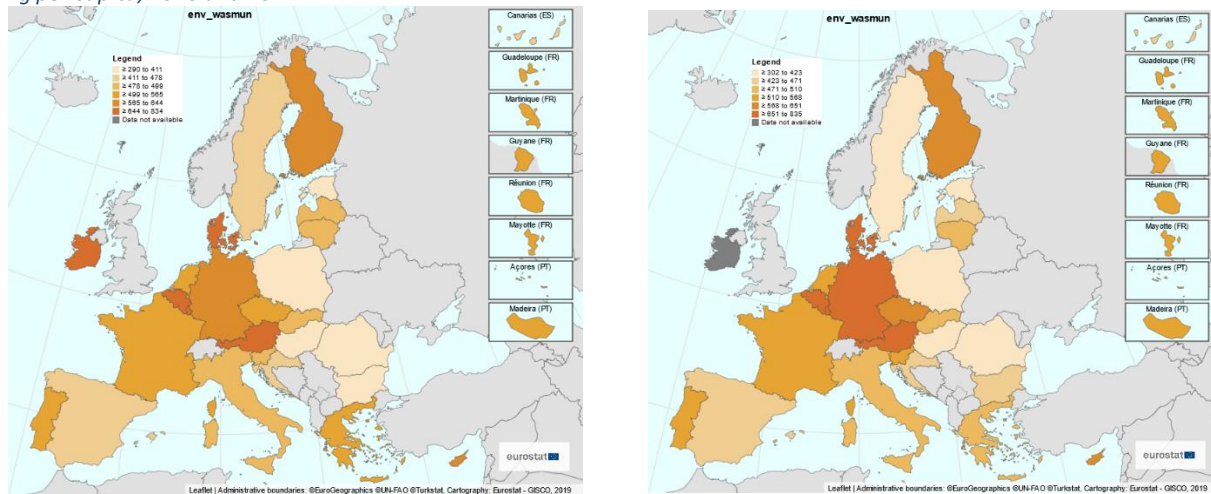 env_wasmun
Legend
≥ 290 to 411
≥ 411 to 478
≥ 478 to 499
≥ 499 to 565
≥ 565 to 644
≥ 644 to 834
Data not available
Canarias (ES)
Guadeloupe (FR)
Martinique (FR)
Guyane (FR)
Réunion (FR)
Mayotte (FR)
Açores (PT)
Madeira (PT)
eurostat
Leaflet | Administrative boundaries: ©EuroGeographics ©UN-FAO ©Turkstat, Cartography: Eurostat - GISCO, 2019
env_wasmun
Legend
≥ 302 to 423
≥ 423 to 471
≥ 471 to 510
≥ 510 to 568
≥ 568 to 651
≥ 651 to 835
Data not available
Canarias (ES)
Guadeloupe (FR)
Martinique (FR)
Guyane (FR)
Réunion (FR)
Mayotte (FR)
Açores (PT)
Madeira (PT)
eurostat
Leaflet | Administrative boundaries: ©EuroGeographics ©UN-FAO ©Turkstat, Cartography: Eurostat - GISCO, 2019